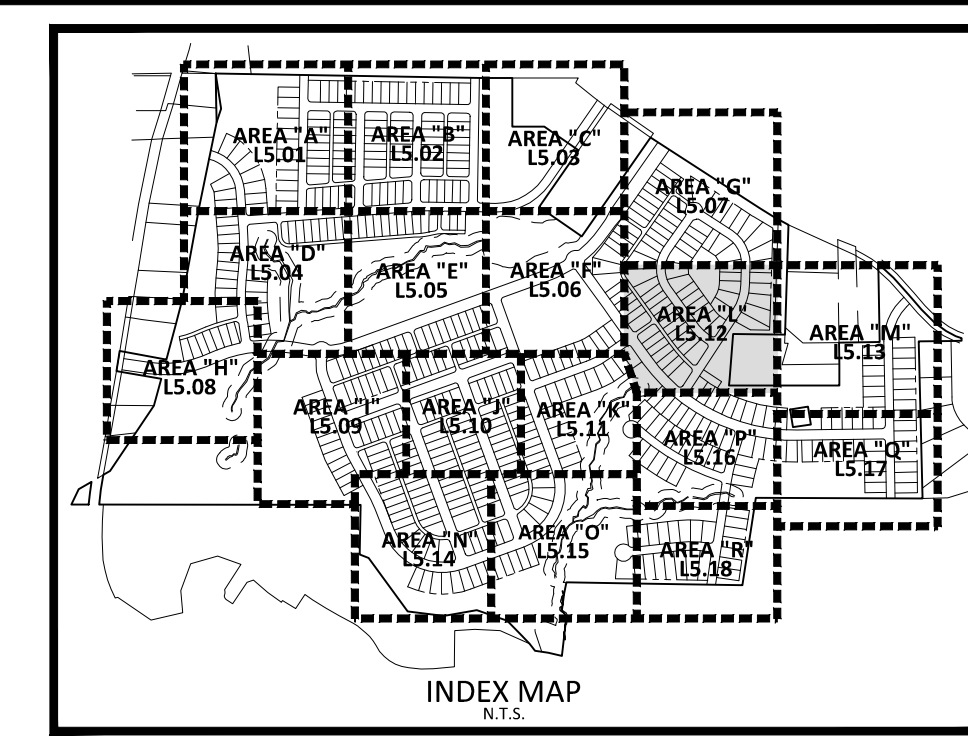 AREA "A"
L5.01
AREA "B"
L5.02
AREA "C"
L5.03
AREA "G"
L5.07
AREA "D"
L5.04
AREA "E"
L5.05
AREA "F"
L5.06
AREA "L"
L5.12
AREA "M"
L5.13
AREA "H"
L5.08
AREA "I"
L5.09
AREA "J"
L5.10
AREA "K"
L5.11
AREA "P"
L5.16
AREA "Q"
L5.17
AREA "N"
L5.14
AREA "O"
L5.15
AREA "R"
L5.18
INDEX MAP
N.T.S.